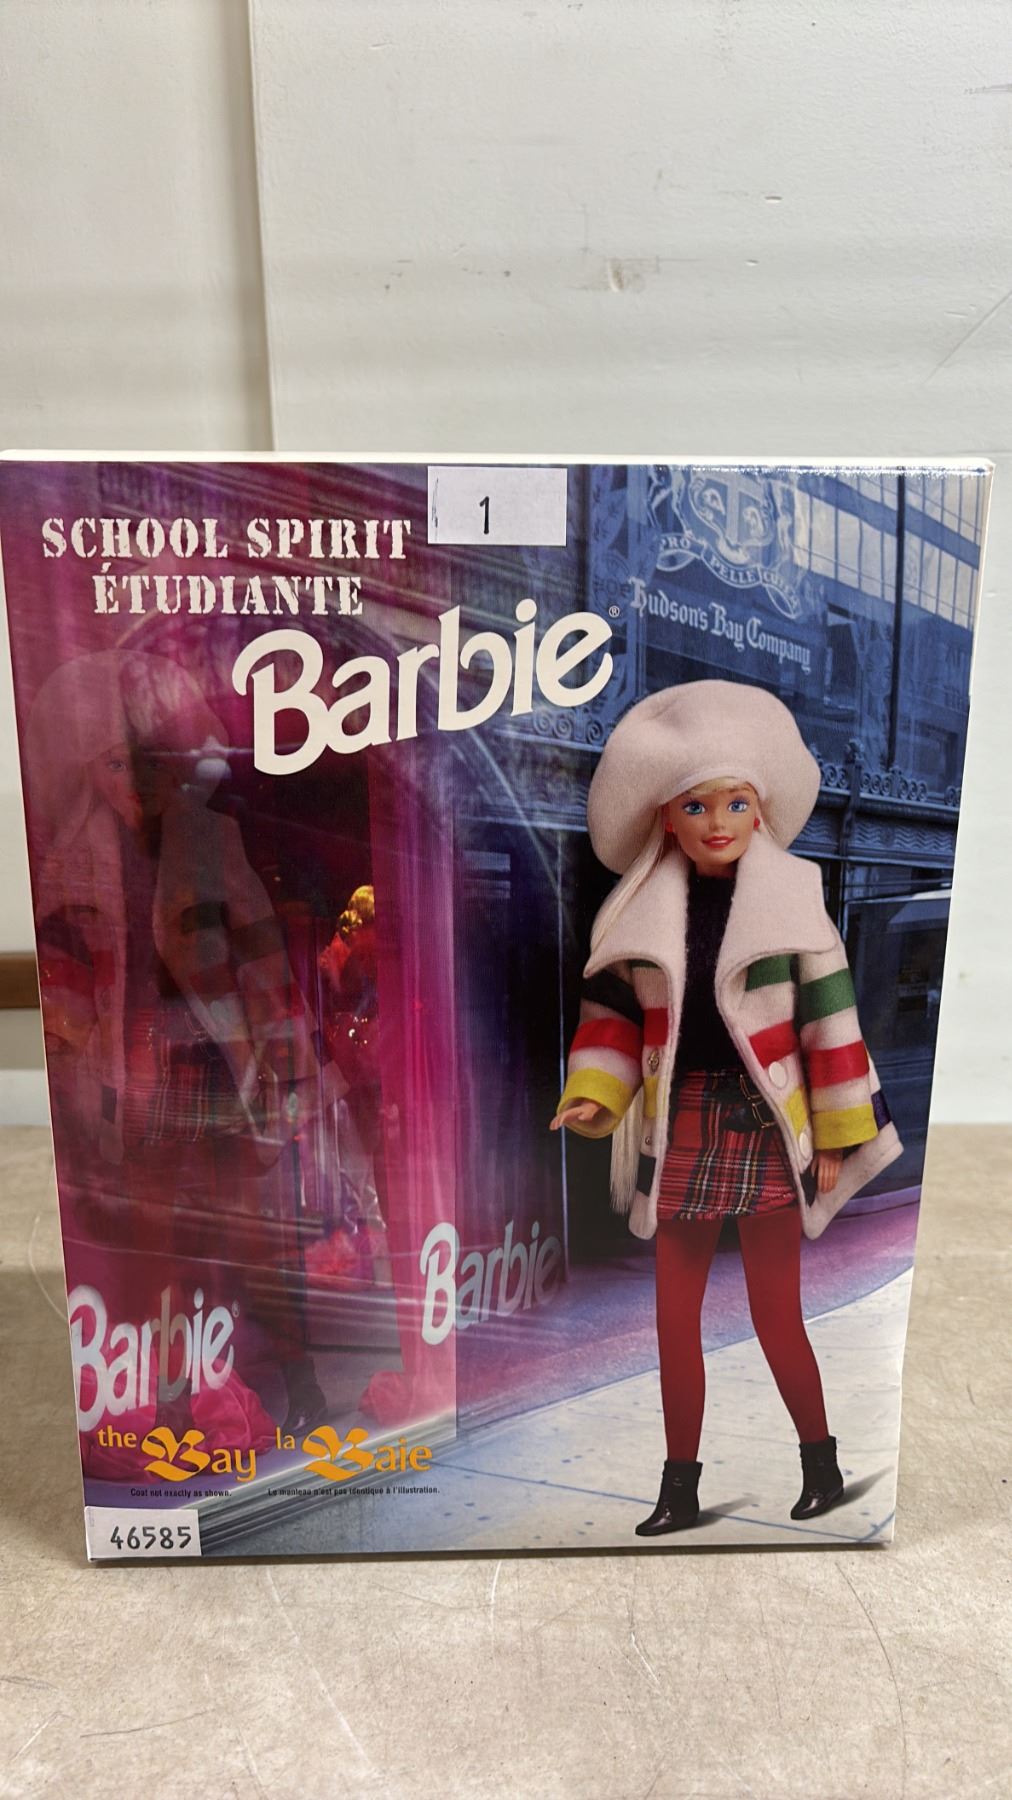 1
SCHOOL SPIRIT
ÉTUDIANTE
Barbie®
PRO PELLE CUTEM
Hudson's Bay Company
Barbie
Barbie®
the Bay la Baie
Coat not exactly as shown. Le manteau n'est pas identique à l'illustration.
46585